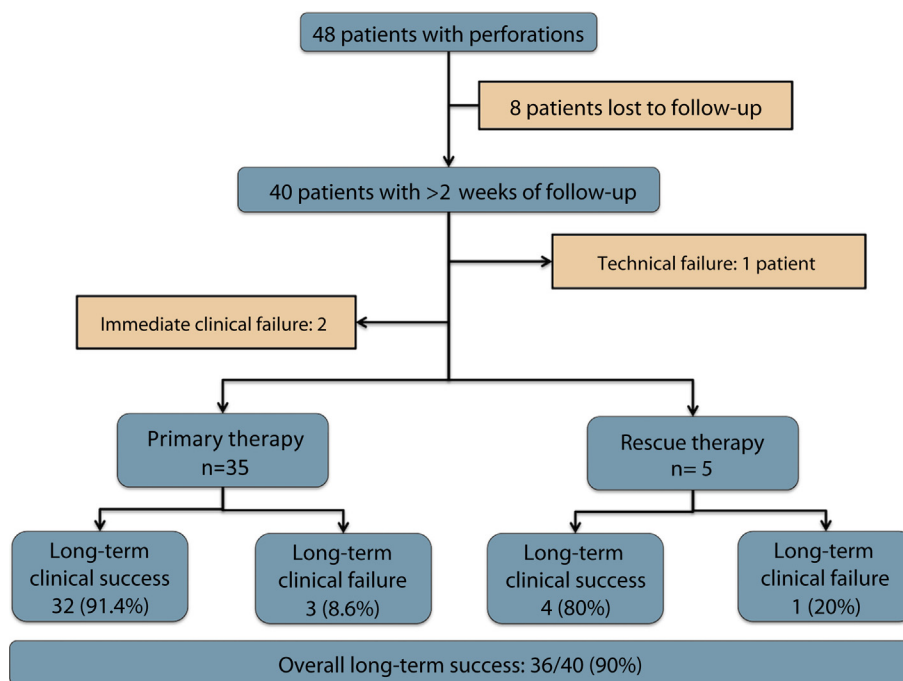 48 patients with perforations
8 patients lost to follow-up
40 patients with >2 weeks of follow-up
Technical failure: 1 patient
Immediate clinical failure: 2
Primary therapy
n=35
Rescue therapy
n= 5
Long-term
clinical success
32 (91.4%)
Long-term
clinical failure
3 (8.6%)
Long-term
clinical success
4 (80%)
Long-term
clinical failure
1 (20%)
Overall long-term success: 36/40 (90%)